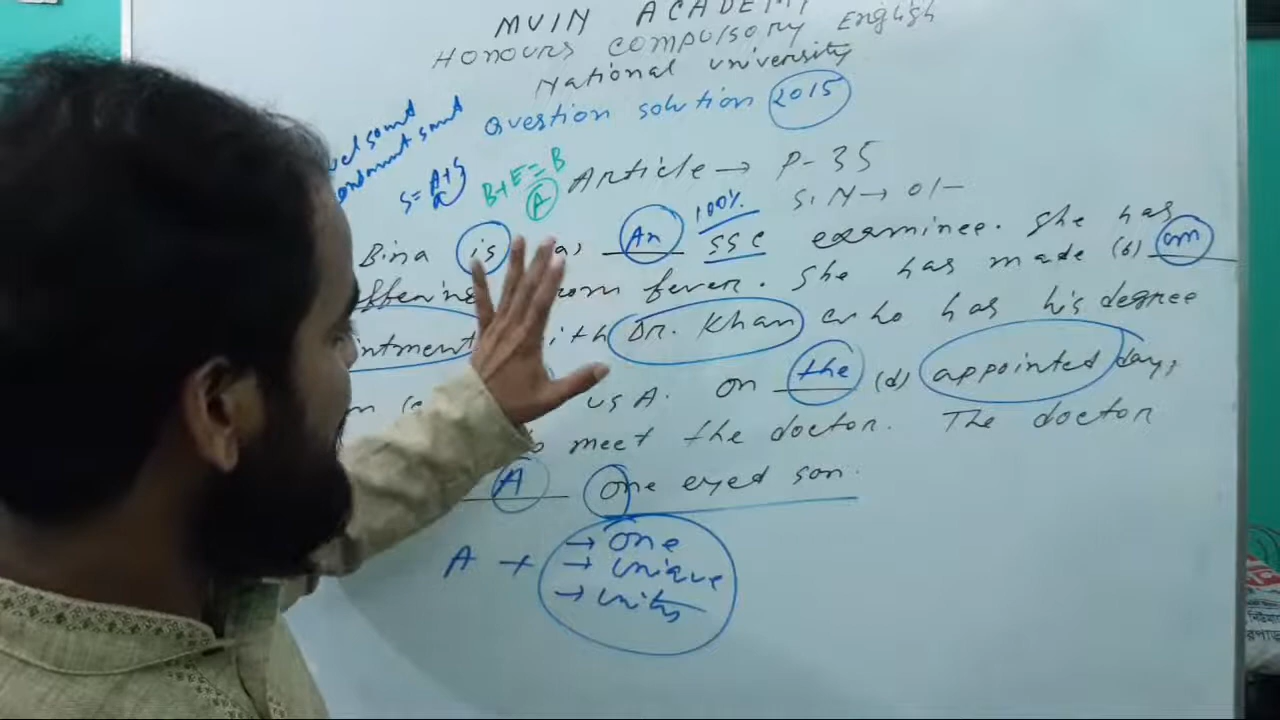 MVIN ACADEMY
HONOURS COMPULSORY English
National university
Question solution 2015
S = A+S
B+E = B
A
Article → P-35
S.N → 01-
100%
Bina is An SSC examinee. She has
fever. She has made (b) an
with DR. Khan who has his degree
USA. on the (d) appointed day,
to meet the doctor. The doctor
A one eyed son.
A + → one
→ unique
→ unity